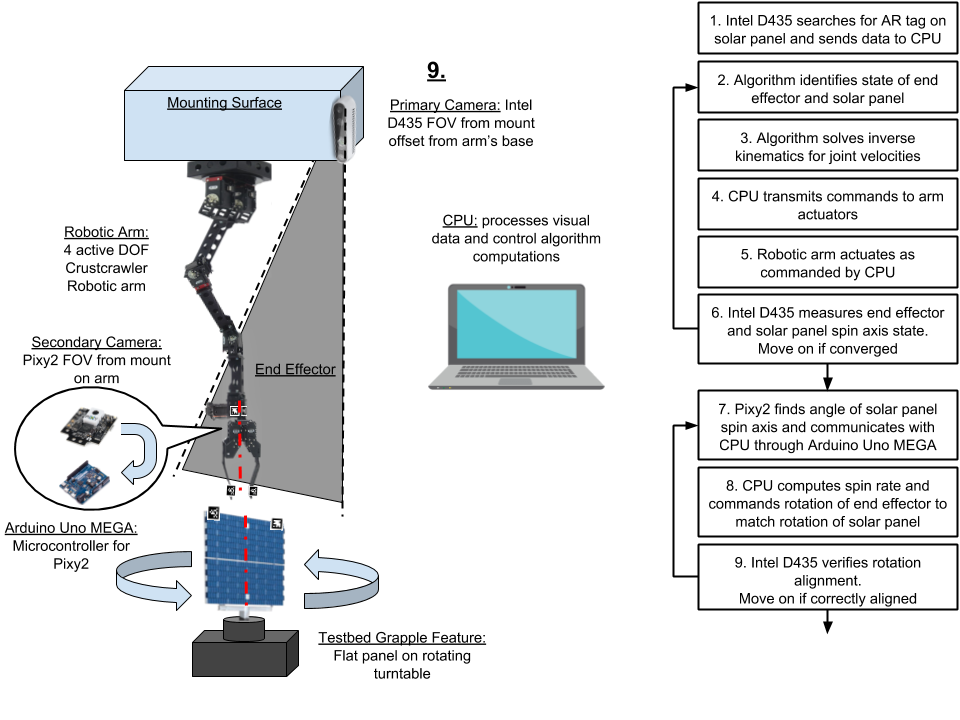 9.
Mounting Surface
Primary Camera: Intel
D435 FOV from mount
offset from arm's base
Robotic Arm:
4 active DOF
Crustcrawler
Robotic arm
CPU: processes visual
data and control algorithm
computations
Secondary Camera:
Pixy2 FOV from mount
on arm
End Effector
Arduino Uno MEGA:
Microcontroller for
Pixy2
Testbed Grapple Feature:
Flat panel on rotating
turntable
1. Intel D435 searches for AR tag on
solar panel and sends data to CPU
2. Algorithm identifies state of end
effector and solar panel
3. Algorithm solves inverse
kinematics for joint velocities
4. CPU transmits commands to arm
actuators
5. Robotic arm actuates as
commanded by CPU
6. Intel D435 measures end effector
and solar panel spin axis state.
Move on if converged
7. Pixy2 finds angle of solar panel
spin axis and communicates with
CPU through Arduino Uno MEGA
8. CPU computes spin rate and
commands rotation of end effector to
match rotation of solar panel
9. Intel D435 verifies rotation
alignment.
Move on if correctly aligned